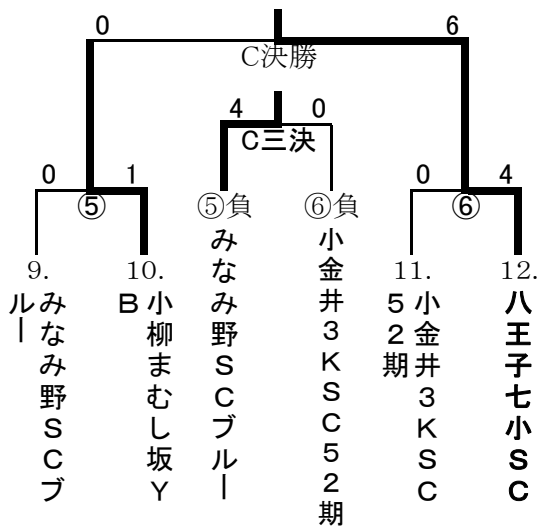 0
6
C決勝
4
0
C三決
0
1
0
4
⑤
⑤負
⑥負
⑥
9.
10.
11.
12.
みなみ野SCブ
ルー
小柳まむし坂Y
B
みなみ野SCブルー
小金井3KSC52期
小金井3KSC
52期
八王子七小SC